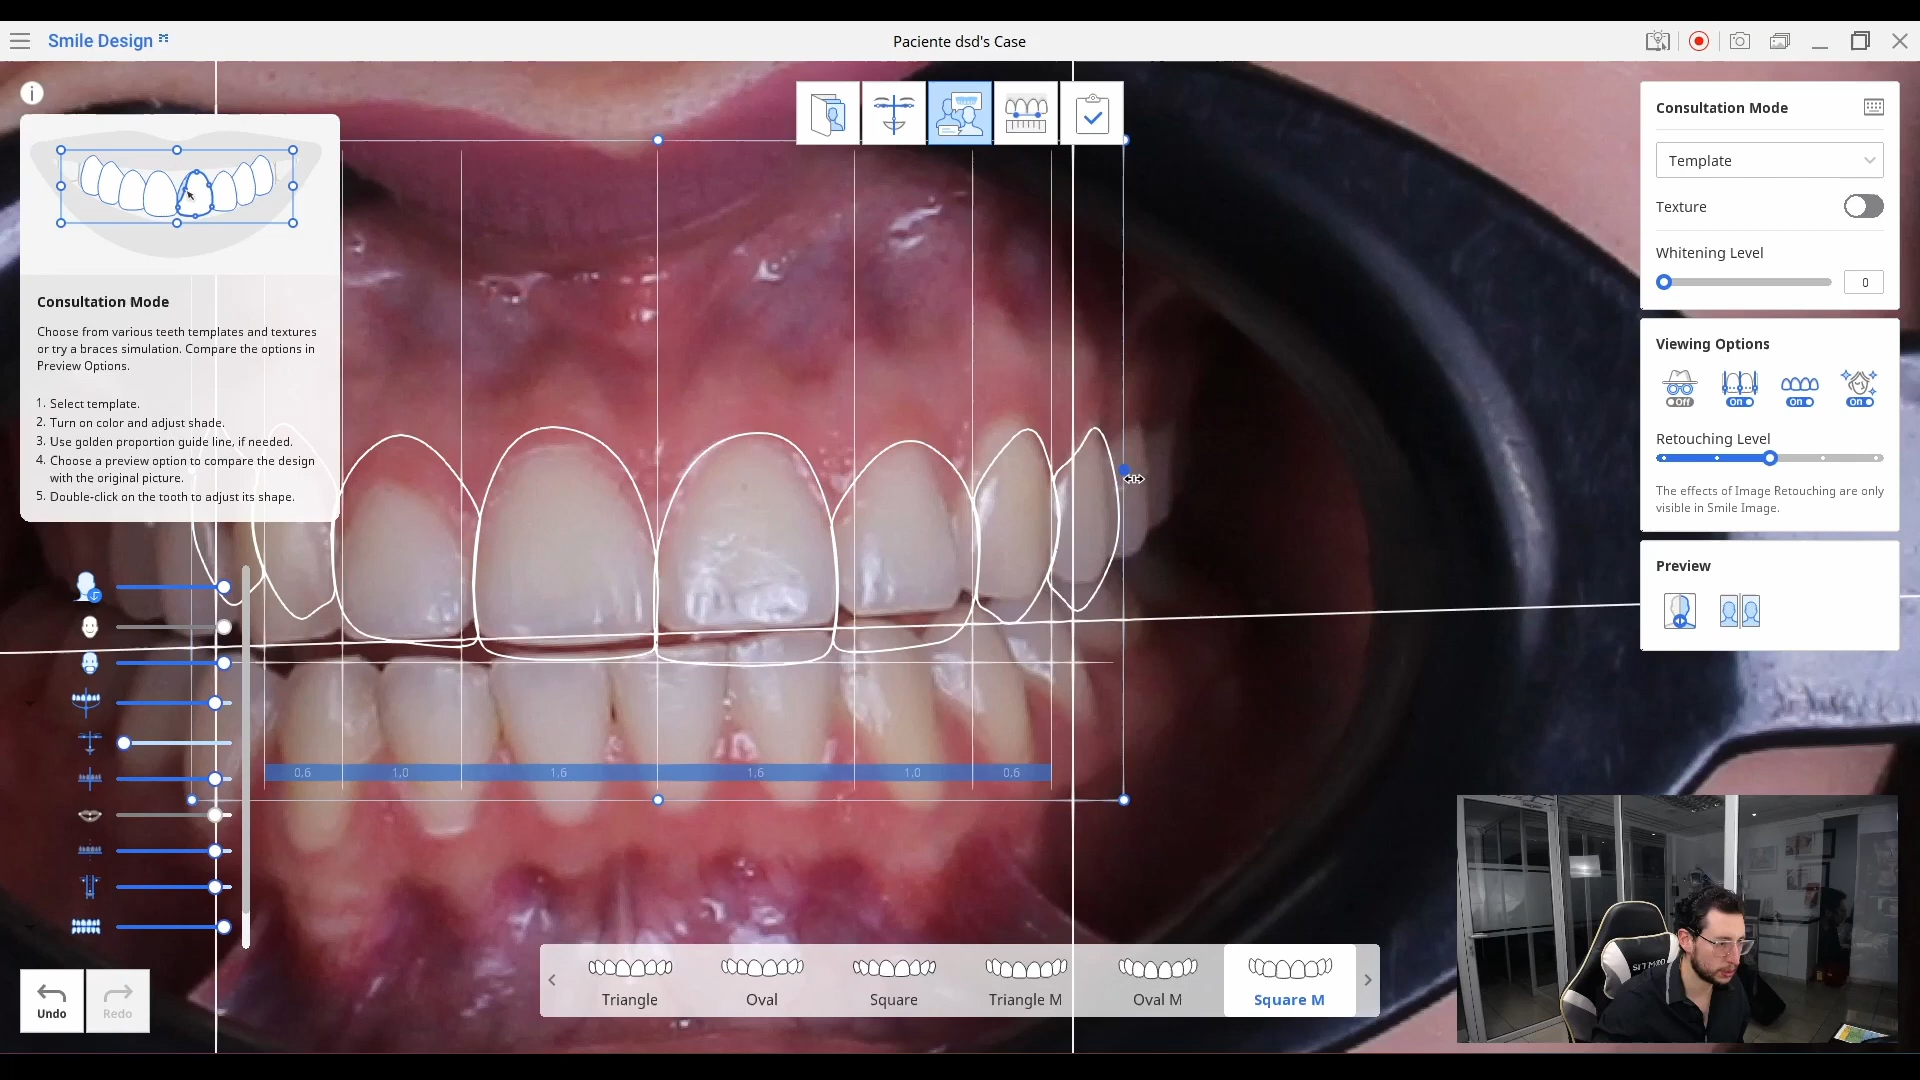 Smile Design
Paciente dsd's Case
Consultation Mode
Choose from various teeth templates and textures
or try a braces simulation. Compare the options in
Preview Options.
1. Select template.
2. Turn on color and adjust shade.
3. Use golden proportion guide line, if needed.
4. Choose a preview option to compare the design
with the original picture.
5. Double-click on the tooth to adjust its shape.
0,6 1,0 1,6 1,6 1,0 0,6
Undo
Redo
Triangle
Oval
Square
Triangle M
Oval M
Square M
Consultation Mode
Template
Texture
Whitening Level
0
Viewing Options
Off
On
On
On
Retouching Level
The effects of Image Retouching are only
visible in Smile Image.
Preview